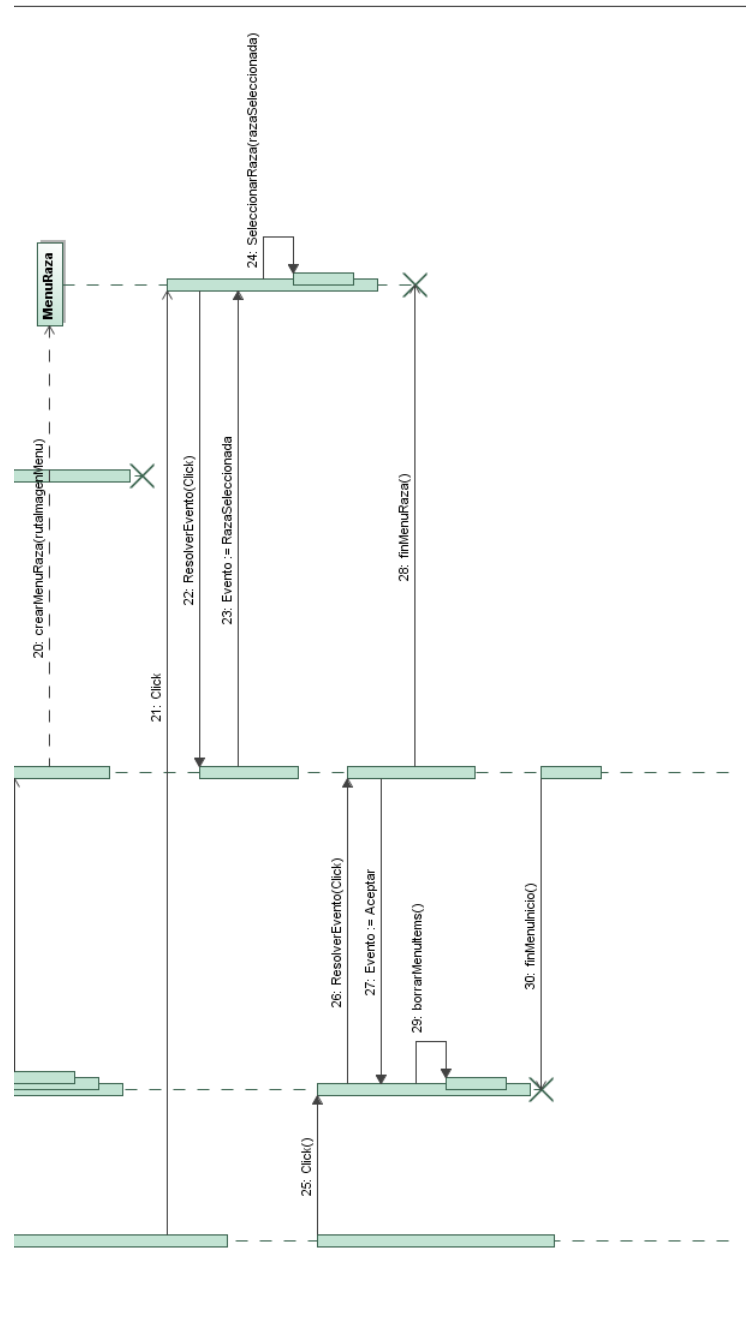 MenuRaza
20: crearMenuRaza(rutaImagenMenu)
21: Click
22: ResolverEvento(Click)
23: Evento := RazaSeleccionada
24: SeleccionarRaza(razaSeleccionada)
25: Click()
26: ResolverEvento(Click)
27: Evento := Aceptar
28: finMenuRaza()
29: borrarMenuItems()
30: finMenuInicio()